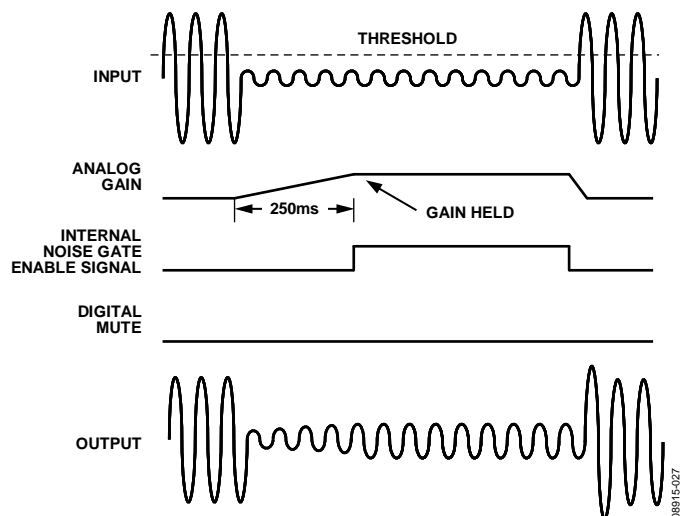 THRESHOLD
INPUT
ANALOG
GAIN
250ms
GAIN HELD
INTERNAL
NOISE GATE
ENABLE SIGNAL
DIGITAL
MUTE
OUTPUT
08915-027